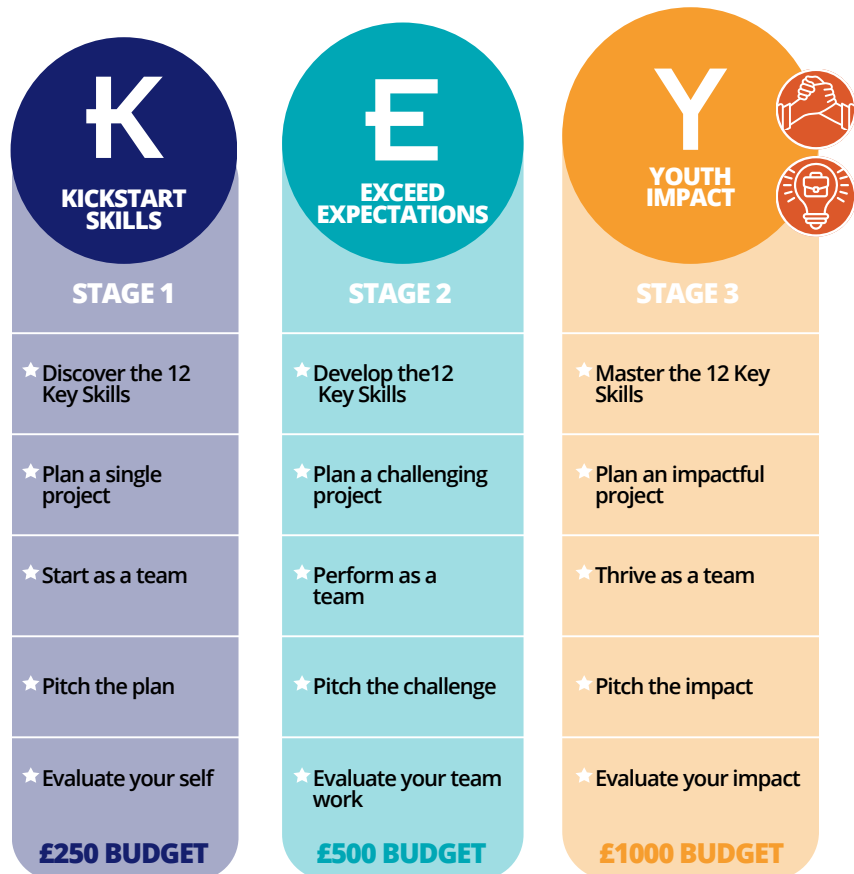 K
KICKSTART
SKILLS
STAGE 1
Discover the 12
Key Skills
Plan a single
project
Start as a team
Pitch the plan
Evaluate your self
£250 BUDGET
E
EXCEED
EXPECTATIONS
STAGE 2
Develop the12
Key Skills
Plan a challenging
project
Perform as a
team
Pitch the challenge
Evaluate your team
work
£500 BUDGET
Y
YOUTH
IMPACT
STAGE 3
Master the 12 Key
Skills
Plan an impactful
project
Thrive as a team
Pitch the impact
Evaluate your impact
£1000 BUDGET